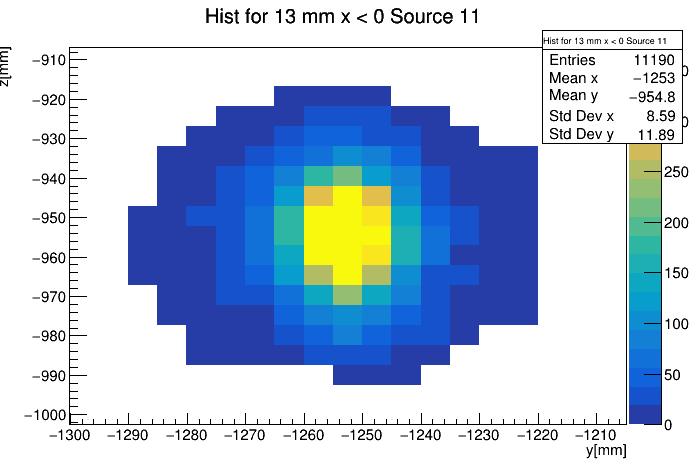 Hist for 13 mm x < 0 Source 11
Hist for 13 mm x < 0 Source 11
Entries 11190
Mean x −1253
Mean y −954.8
Std Dev x 8.59
Std Dev y 11.89
z[mm]
−910
−920
−930
−940
−950
−960
−970
−980
−990
−1000
−1300 −1290 −1280 −1270 −1260 −1250 −1240 −1230 −1220 −1210
y[mm]
250
200
150
100
50
0